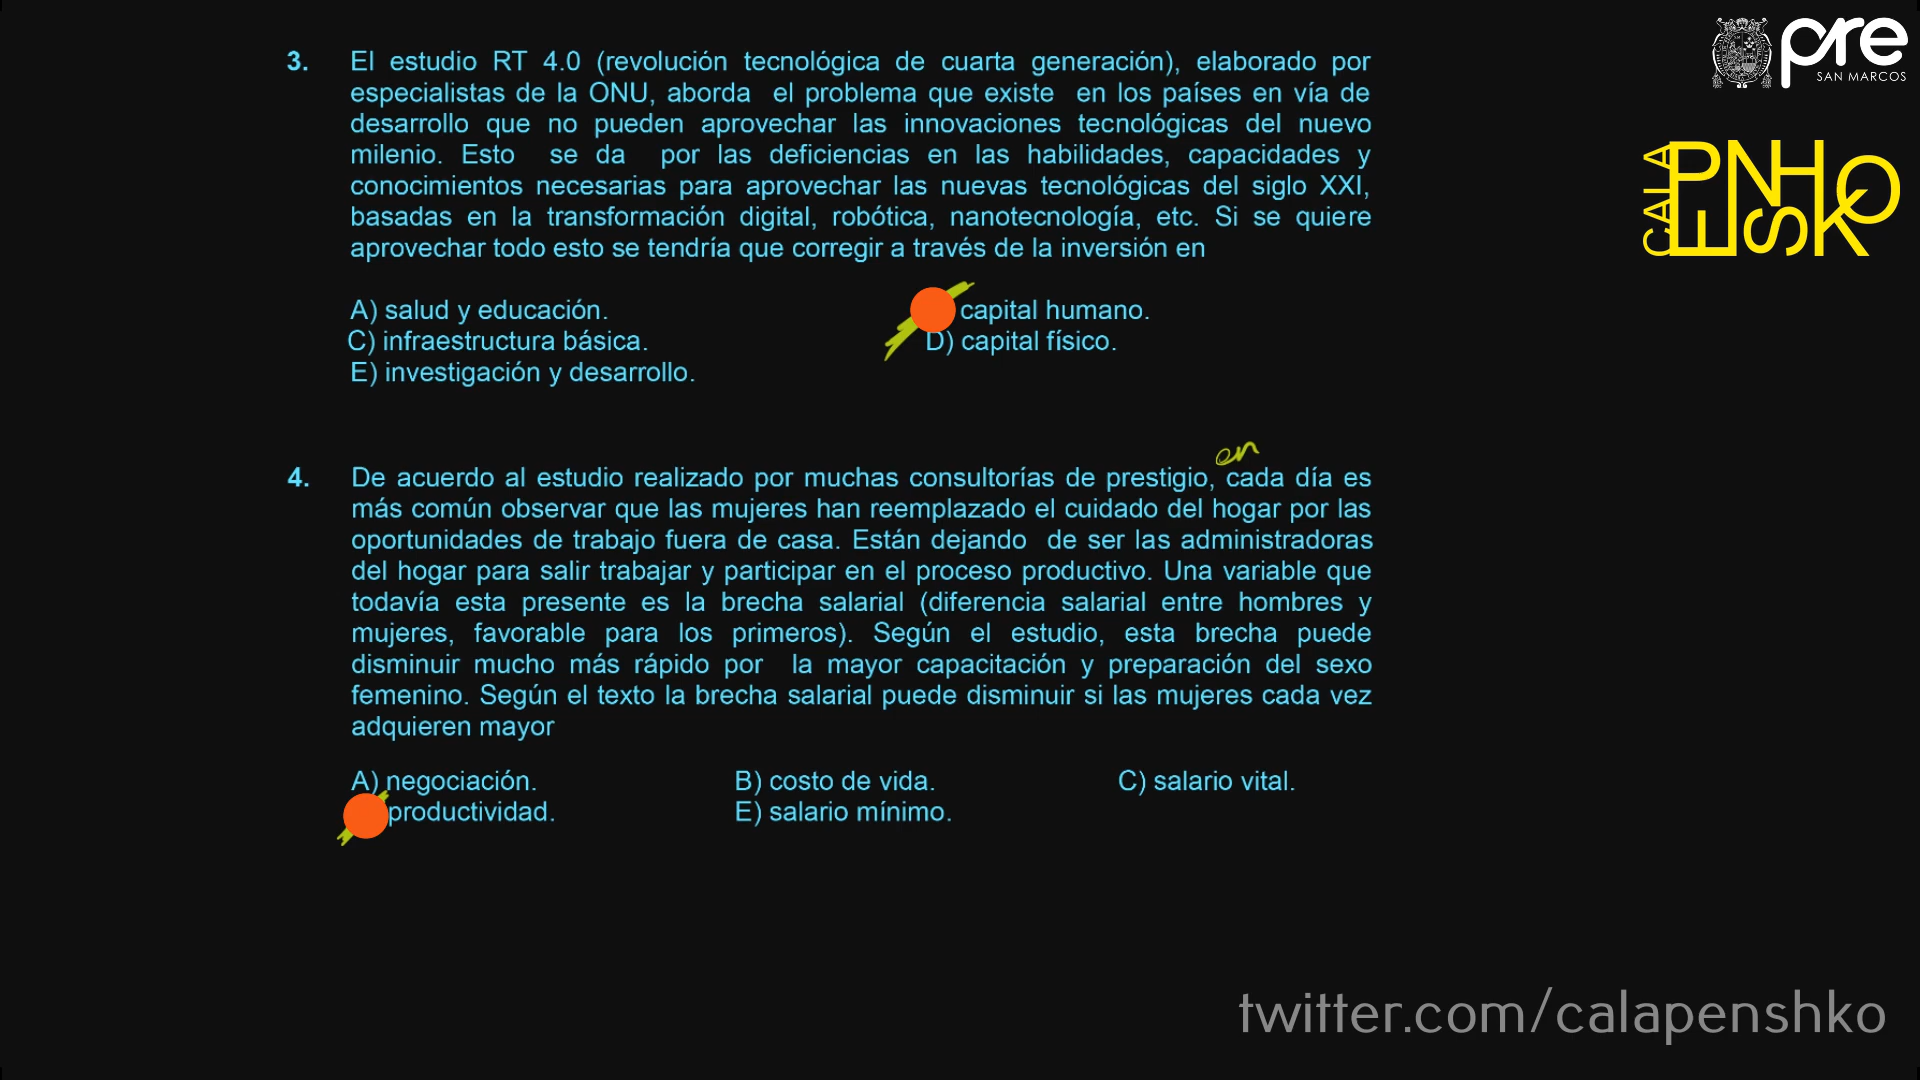 pre
SAN MARCOS
CALA
PENSHKO
3. El estudio RT 4.0 (revolución tecnológica de cuarta generación), elaborado por
especialistas de la ONU, aborda el problema que existe en los países en vía de
desarrollo que no pueden aprovechar las innovaciones tecnológicas del nuevo
milenio. Esto se da por las deficiencias en las habilidades, capacidades y
conocimientos necesarias para aprovechar las nuevas tecnológicas del siglo XXI,
basadas en la transformación digital, robótica, nanotecnología, etc. Si se quiere
aprovechar todo esto se tendría que corregir a través de la inversión en
A) salud y educación. capital humano.
C) infraestructura básica. D) capital físico.
E) investigación y desarrollo.
en
4. De acuerdo al estudio realizado por muchas consultorías de prestigio, cada día es
más común observar que las mujeres han reemplazado el cuidado del hogar por las
oportunidades de trabajo fuera de casa. Están dejando de ser las administradoras
del hogar para salir trabajar y participar en el proceso productivo. Una variable que
todavía esta presente es la brecha salarial (diferencia salarial entre hombres y
mujeres, favorable para los primeros). Según el estudio, esta brecha puede
disminuir mucho más rápido por la mayor capacitación y preparación del sexo
femenino. Según el texto la brecha salarial puede disminuir si las mujeres cada vez
adquieren mayor
A) negociación. B) costo de vida. C) salario vital.
productividad. E) salario mínimo.
twitter.com/calapenshko